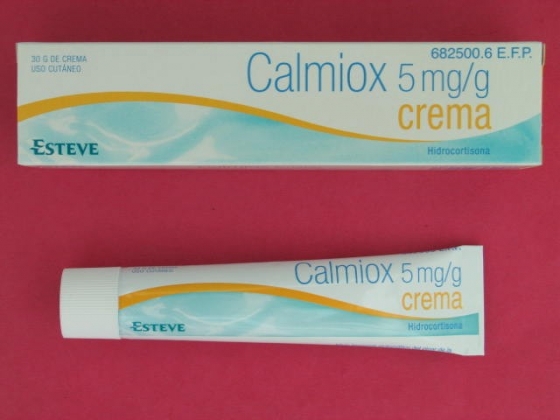 30 G DE CREMA
USO CUTÁNEO
682500.6 E.F.P.
Calmiox 5 mg/g
crema
ESTEVE
Hidrocortisona
Calmiox 5 mg/g
crema
ESTEVE
Hidrocortisona